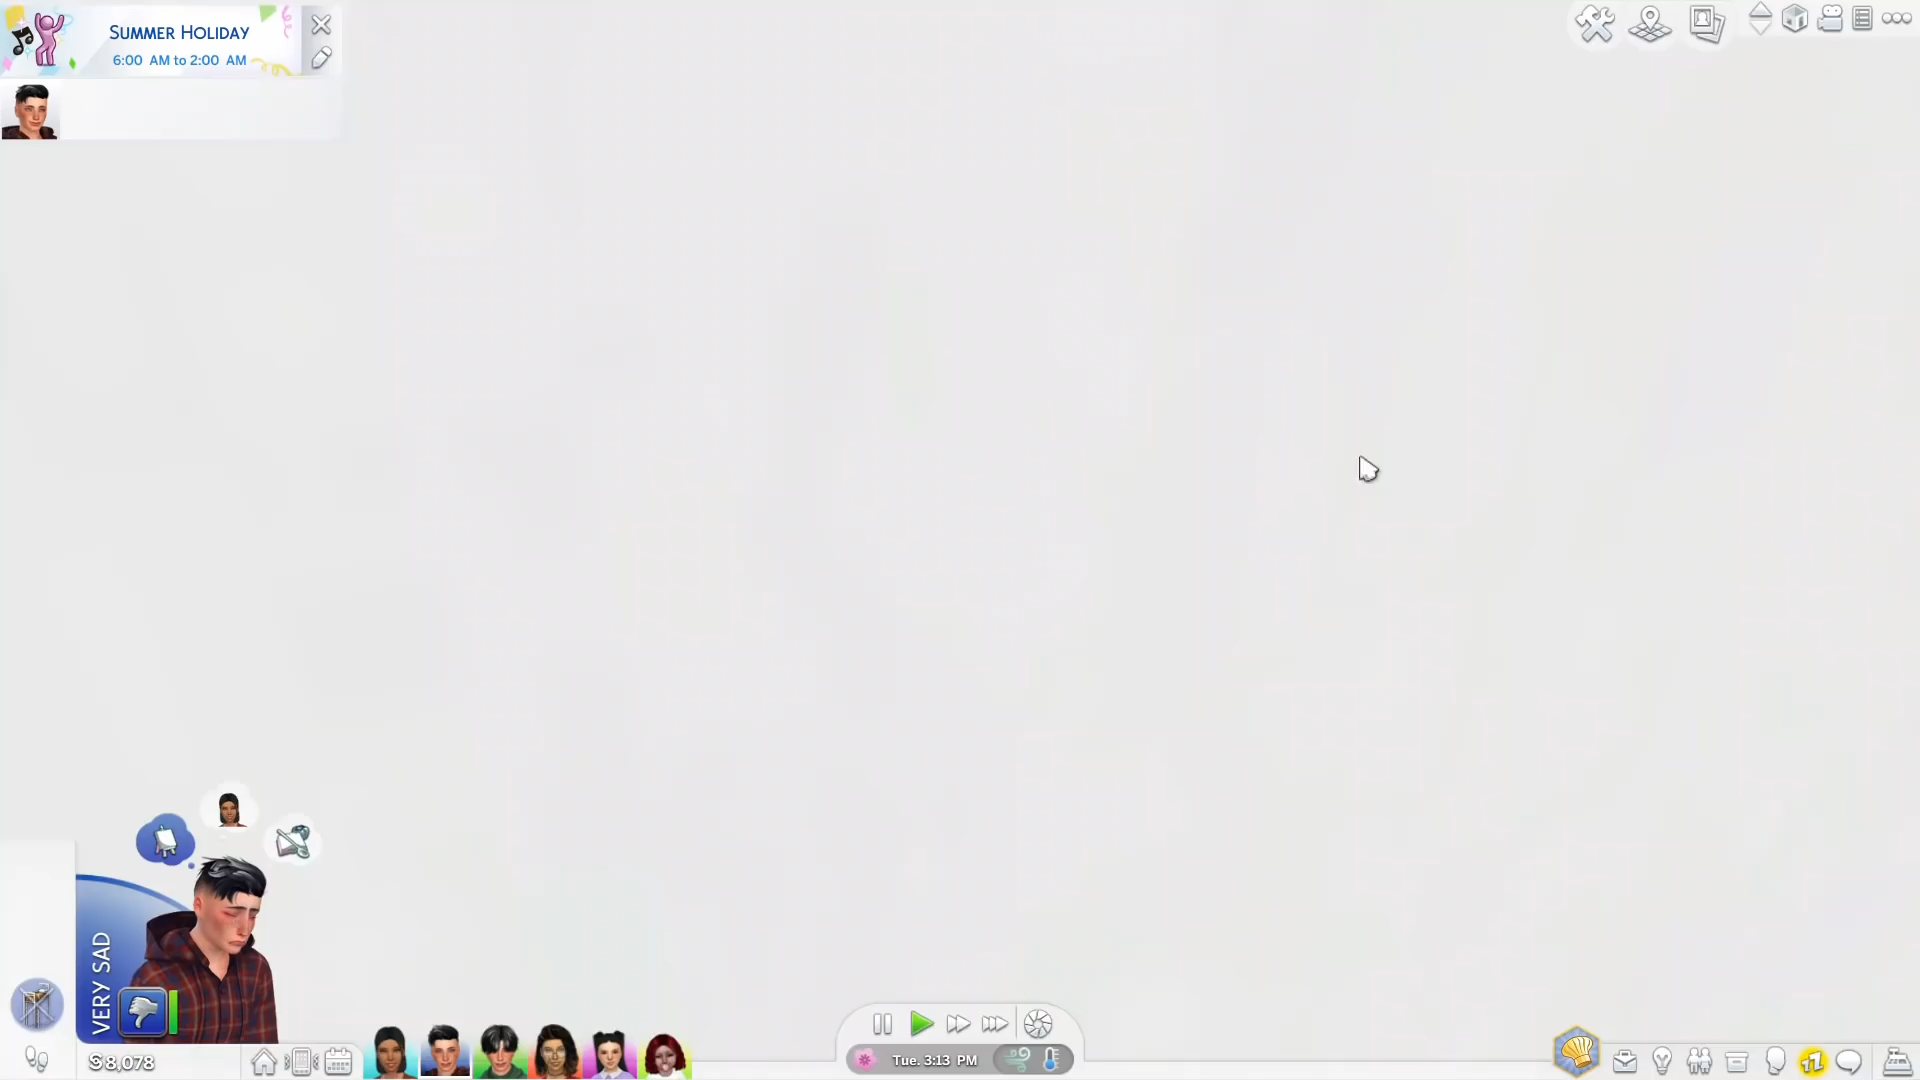 SUMMER HOLIDAY
6:00 AM to 2:00 AM
VERY SAD
§8,078
Tue. 3:13 PM